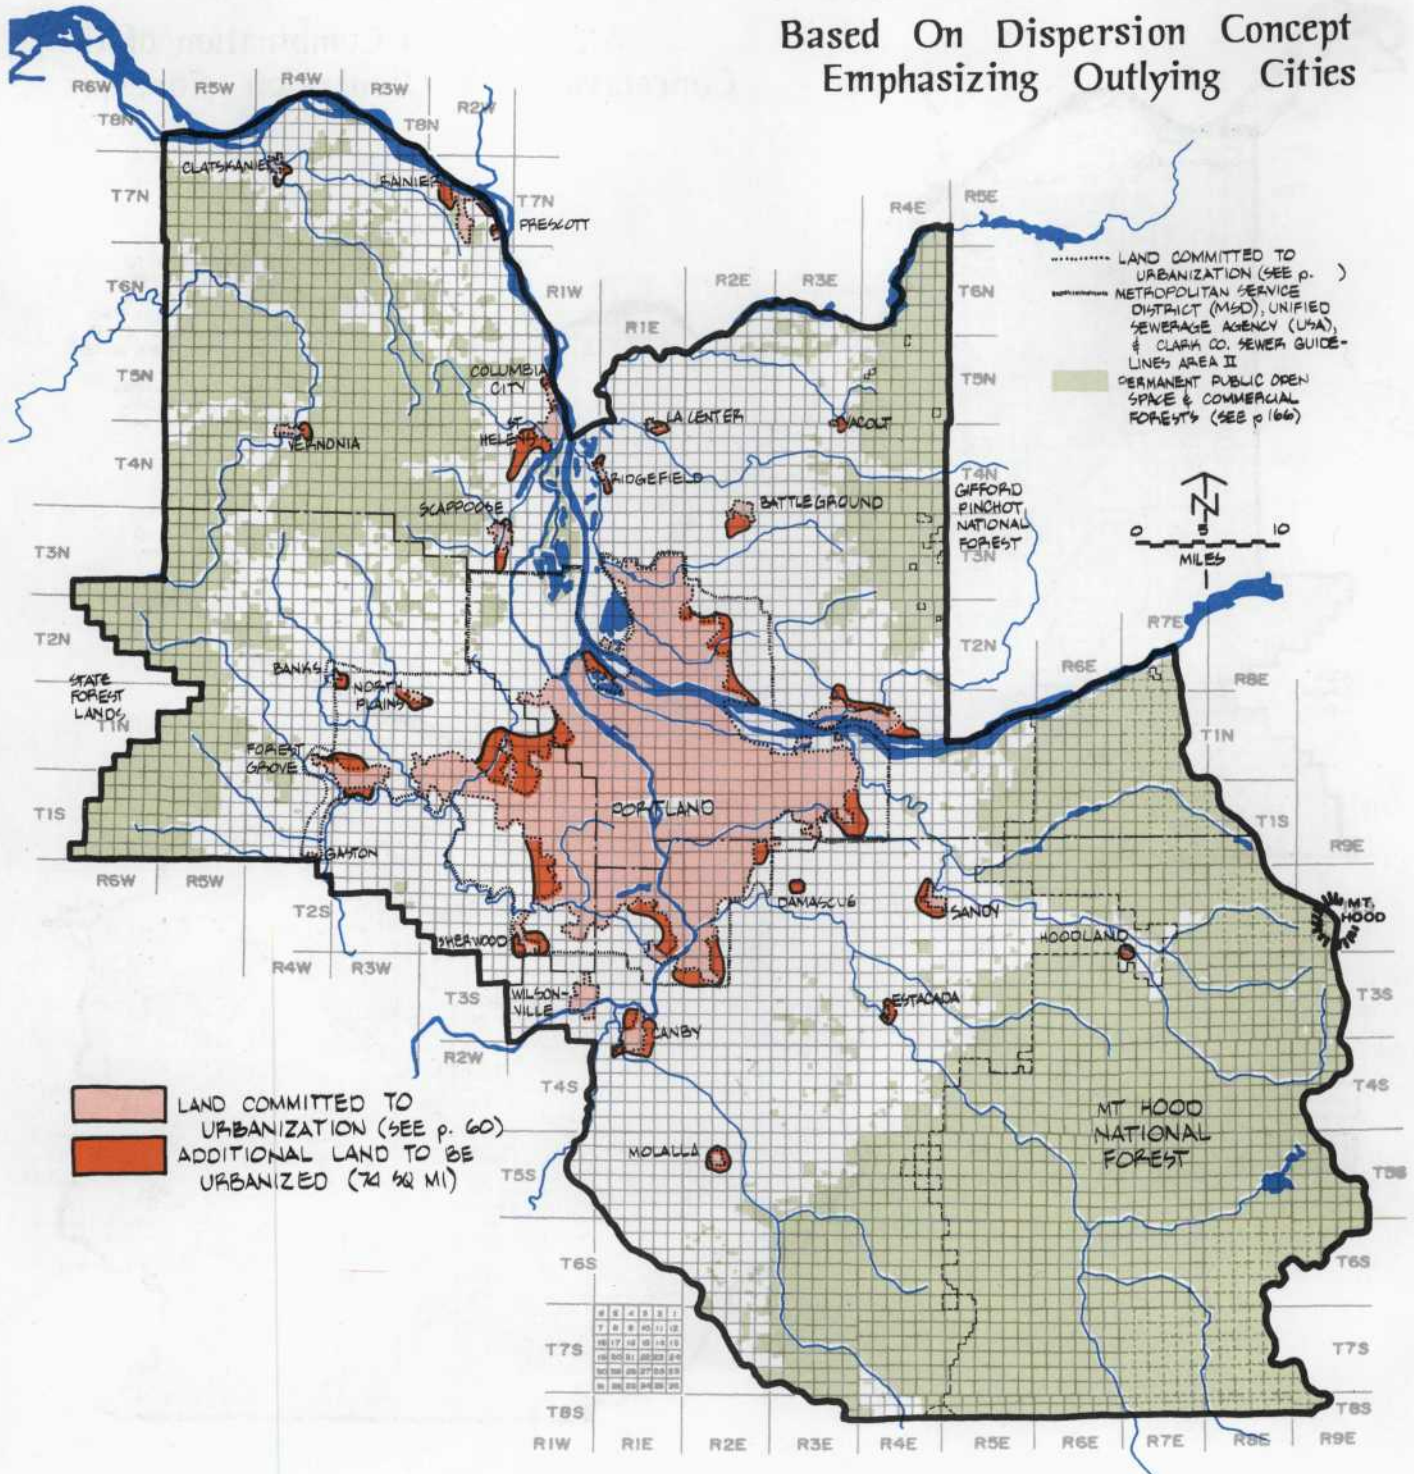 Based On Dispersion Concept
Emphasizing Outlying Cities
R6W
R5W
R4W
R3W
R2W
T8N
T8N
CLATSKANIE
RAINIER
T7N
T7N
PRESCOTT
R4E
R5E
LAND COMMITTED TO
URBANIZATION (SEE p. )
METROPOLITAN SERVICE
DISTRICT (MSD), UNIFIED
SEWERAGE AGENCY (USA),
& CLARK CO. SEWER GUIDE-
LINES AREA II
PERMANENT PUBLIC OPEN
SPACE & COMMERCIAL
FORESTS (SEE p 166)
T6N
R1W
R1E
R2E
R3E
T6N
T5N
COLUMBIA
CITY
T5N
ST
HELENS
LA CENTER
YACOLT
VERNONIA
T4N
RIDGEFIELD
T4N
GIFFORD
PINCHOT
NATIONAL
FOREST
SCAPPOOSE
BATTLEGROUND
N
0 5 10
MILES
T3N
T3N
T2N
T2N
R7E
R6E
R8E
BANKS
NORTH
PLAINS
STATE
FOREST
LANDS
T1N
T1N
FOREST
GROVE
PORTLAND
T1S
T1S
GASTON
R9E
R6W
R5W
DAMASCUS
SANDY
MT.
HOOD
T2S
SHERWOOD
HOODLAND
R4W
R3W
T3S
WILSON-
VILLE
ESTACADA
T3S
CANBY
R2W
T4S
T4S
LAND COMMITTED TO
URBANIZATION (SEE p. 60)
ADDITIONAL LAND TO BE
URBANIZED (74 SQ MI)
MT HOOD
NATIONAL
FOREST
MOLALLA
T5S
T5S
T6S
T6S
T7S
T7S
T8S
T8S
R1W
R1E
R2E
R3E
R4E
R5E
R6E
R7E
R8E
R9E